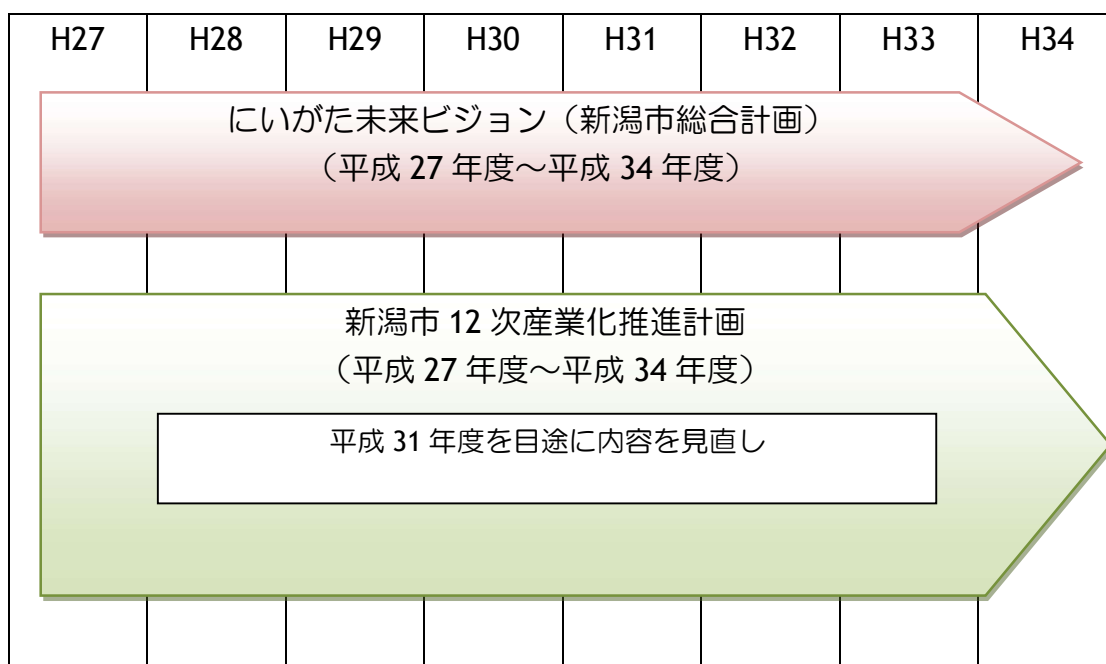 H27 H28 H29 H30 H31 H32 H33 H34
にいがた未来ビジョン（新潟市総合計画）
（平成 27 年度～平成 34 年度）
新潟市 12 次産業化推進計画
（平成 27 年度～平成 34 年度）
平成 31 年度を目途に内容を見直し